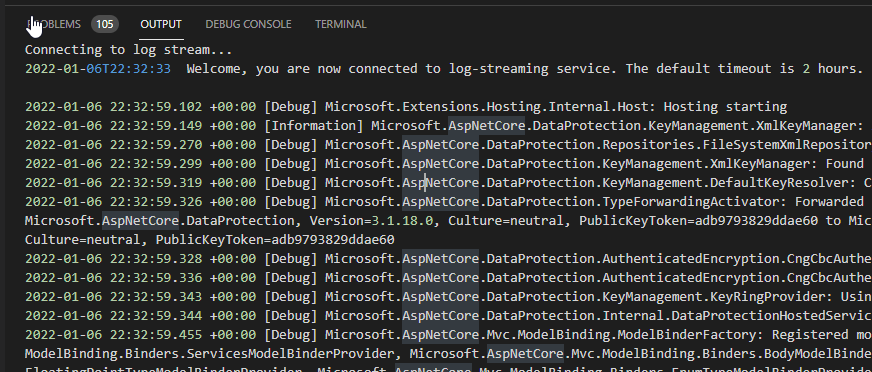 PROBLEMS 105 OUTPUT DEBUG CONSOLE TERMINAL
Connecting to log stream...
2022-01-06T22:32:33  Welcome, you are now connected to log-streaming service. The default timeout is 2 hours.
2022-01-06 22:32:59.102 +00:00 [Debug] Microsoft.Extensions.Hosting.Internal.Host: Hosting starting
2022-01-06 22:32:59.149 +00:00 [Information] Microsoft.AspNetCore.DataProtection.KeyManagement.XmlKeyManager:
2022-01-06 22:32:59.270 +00:00 [Debug] Microsoft.AspNetCore.DataProtection.Repositories.FileSystemXmlRepositor
2022-01-06 22:32:59.299 +00:00 [Debug] Microsoft.AspNetCore.DataProtection.KeyManagement.XmlKeyManager: Found
2022-01-06 22:32:59.319 +00:00 [Debug] Microsoft.AspNetCore.DataProtection.KeyManagement.DefaultKeyResolver: C
2022-01-06 22:32:59.326 +00:00 [Debug] Microsoft.AspNetCore.DataProtection.TypeForwardingActivator: Forwarded
Microsoft.AspNetCore.DataProtection, Version=3.1.18.0, Culture=neutral, PublicKeyToken=adb9793829ddae60 to Mic
Culture=neutral, PublicKeyToken=adb9793829ddae60
2022-01-06 22:32:59.328 +00:00 [Debug] Microsoft.AspNetCore.DataProtection.AuthenticatedEncryption.CngCbcAuthe
2022-01-06 22:32:59.336 +00:00 [Debug] Microsoft.AspNetCore.DataProtection.AuthenticatedEncryption.CngCbcAuthe
2022-01-06 22:32:59.343 +00:00 [Debug] Microsoft.AspNetCore.DataProtection.KeyManagement.KeyRingProvider: Usin
2022-01-06 22:32:59.344 +00:00 [Debug] Microsoft.AspNetCore.DataProtection.Internal.DataProtectionHostedServic
2022-01-06 22:32:59.455 +00:00 [Debug] Microsoft.AspNetCore.Mvc.ModelBinding.ModelBinderFactory: Registered mo
ModelBinding.Binders.ServicesModelBinderProvider, Microsoft.AspNetCore.Mvc.ModelBinding.Binders.BodyModelBinde
FloatingPointTypeModelBinderProvider, Microsoft.AspNetCore.Mvc.ModelBinding.Binders.EnumTypeModelBinderProvide